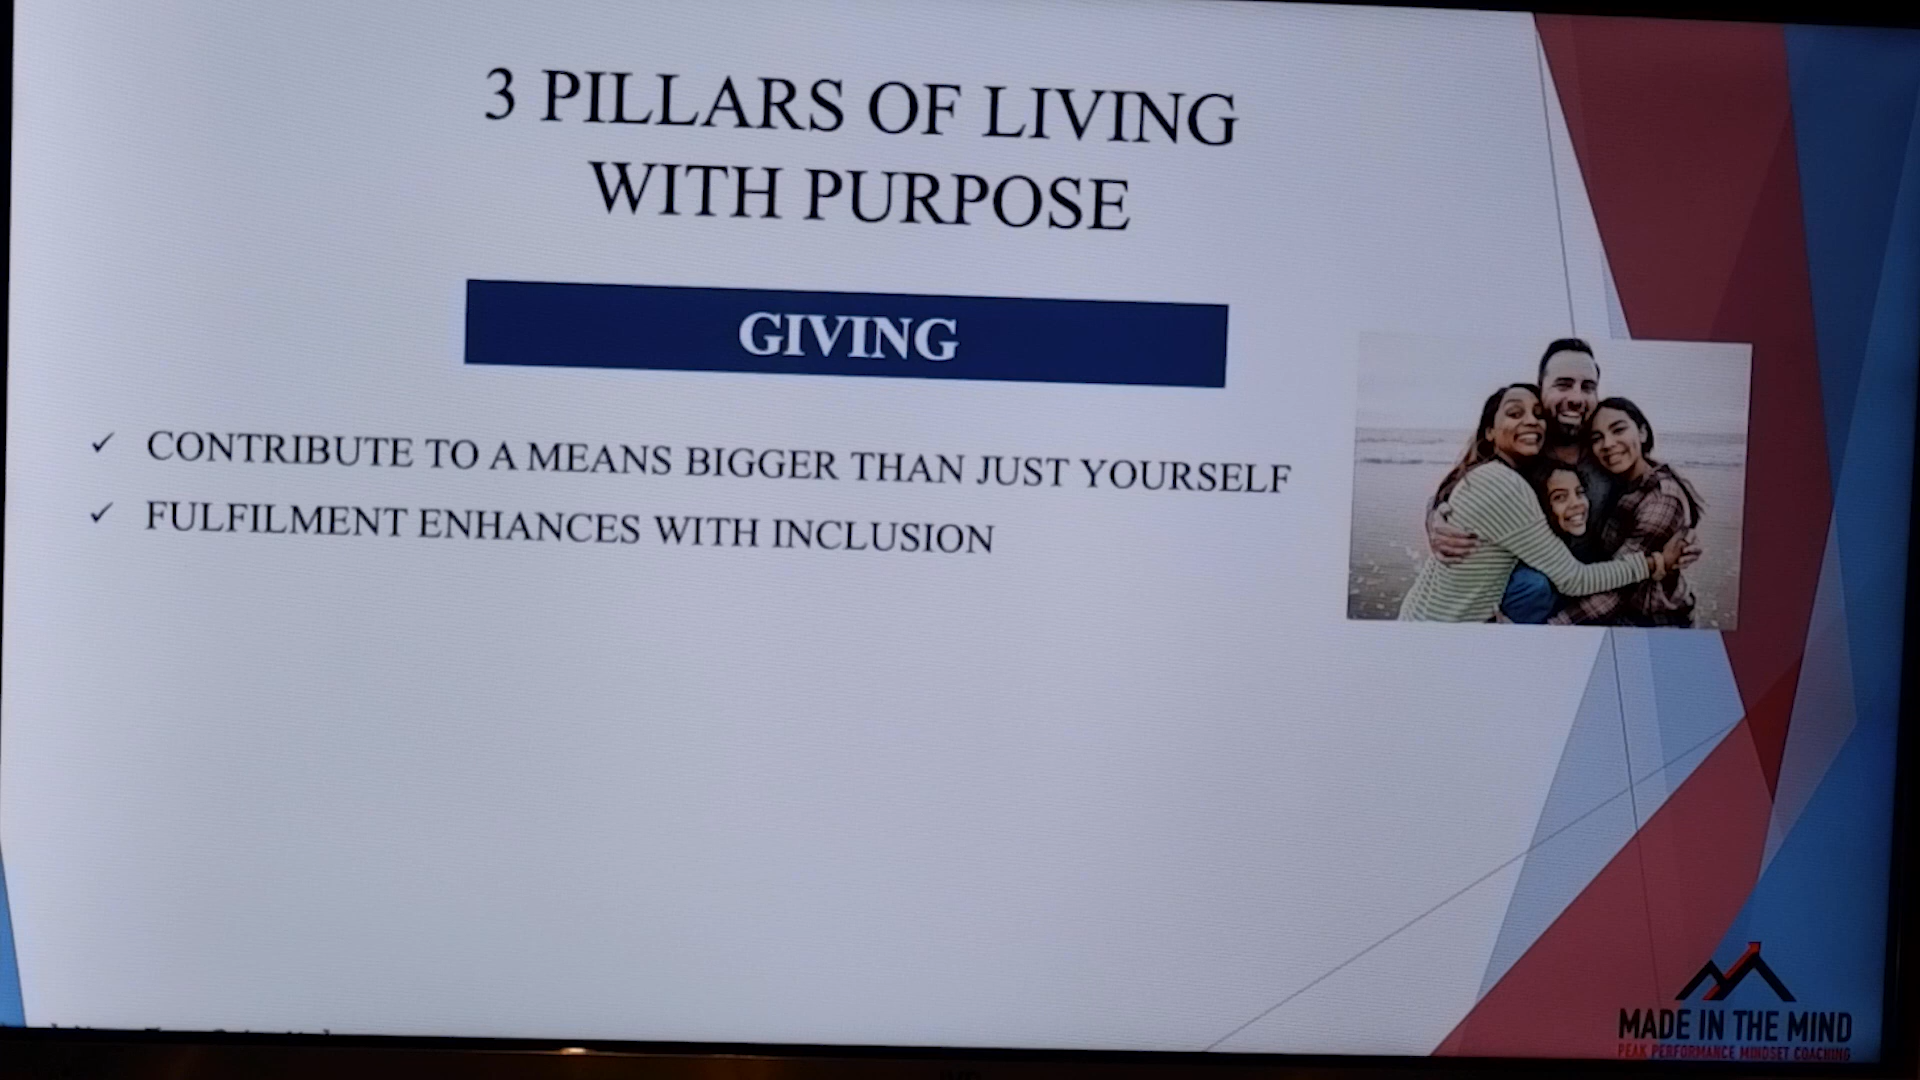 3 PILLARS OF LIVING
WITH PURPOSE
GIVING
✓ CONTRIBUTE TO A MEANS BIGGER THAN JUST YOURSELF
✓ FULFILMENT ENHANCES WITH INCLUSION
MADE IN THE MIND
PEAK PERFORMANCE MINDSET COACHING